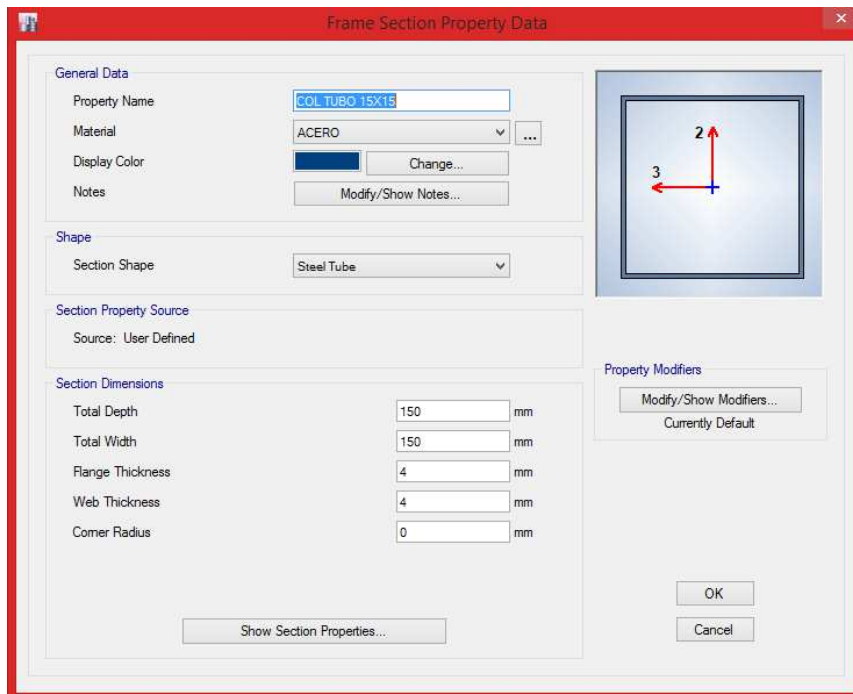 Frame Section Property Data
×
General Data
Property Name COL TUBO 15X15
Material ACERO ...
Display Color Change...
Notes Modify/Show Notes...
Shape
Section Shape Steel Tube
Section Property Source
Source: User Defined
Section Dimensions
Total Depth 150 mm
Total Width 150 mm
Flange Thickness 4 mm
Web Thickness 4 mm
Corner Radius 0 mm
Show Section Properties...
2
3
Property Modifiers
Modify/Show Modifiers...
Currently Default
OK
Cancel